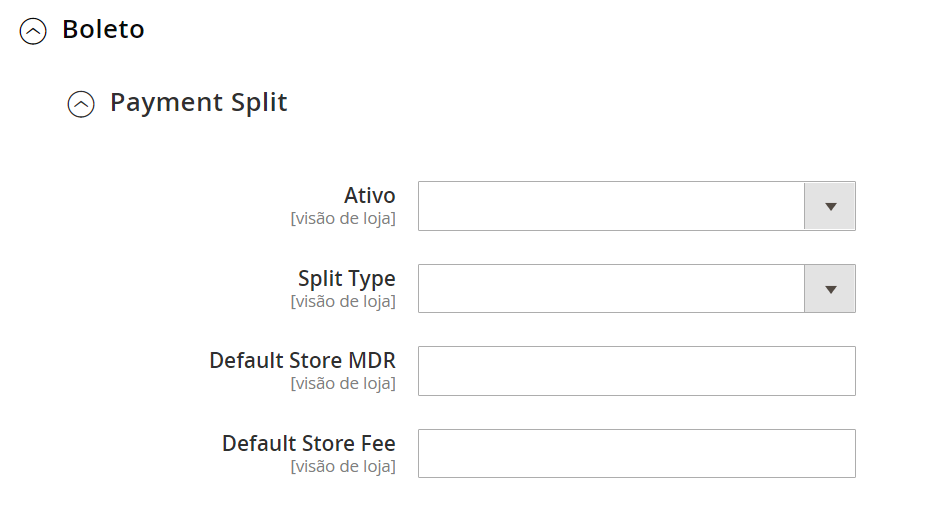 Boleto
Payment Split
Ativo
[visão de loja]
Split Type
[visão de loja]
Default Store MDR
[visão de loja]
Default Store Fee
[visão de loja]